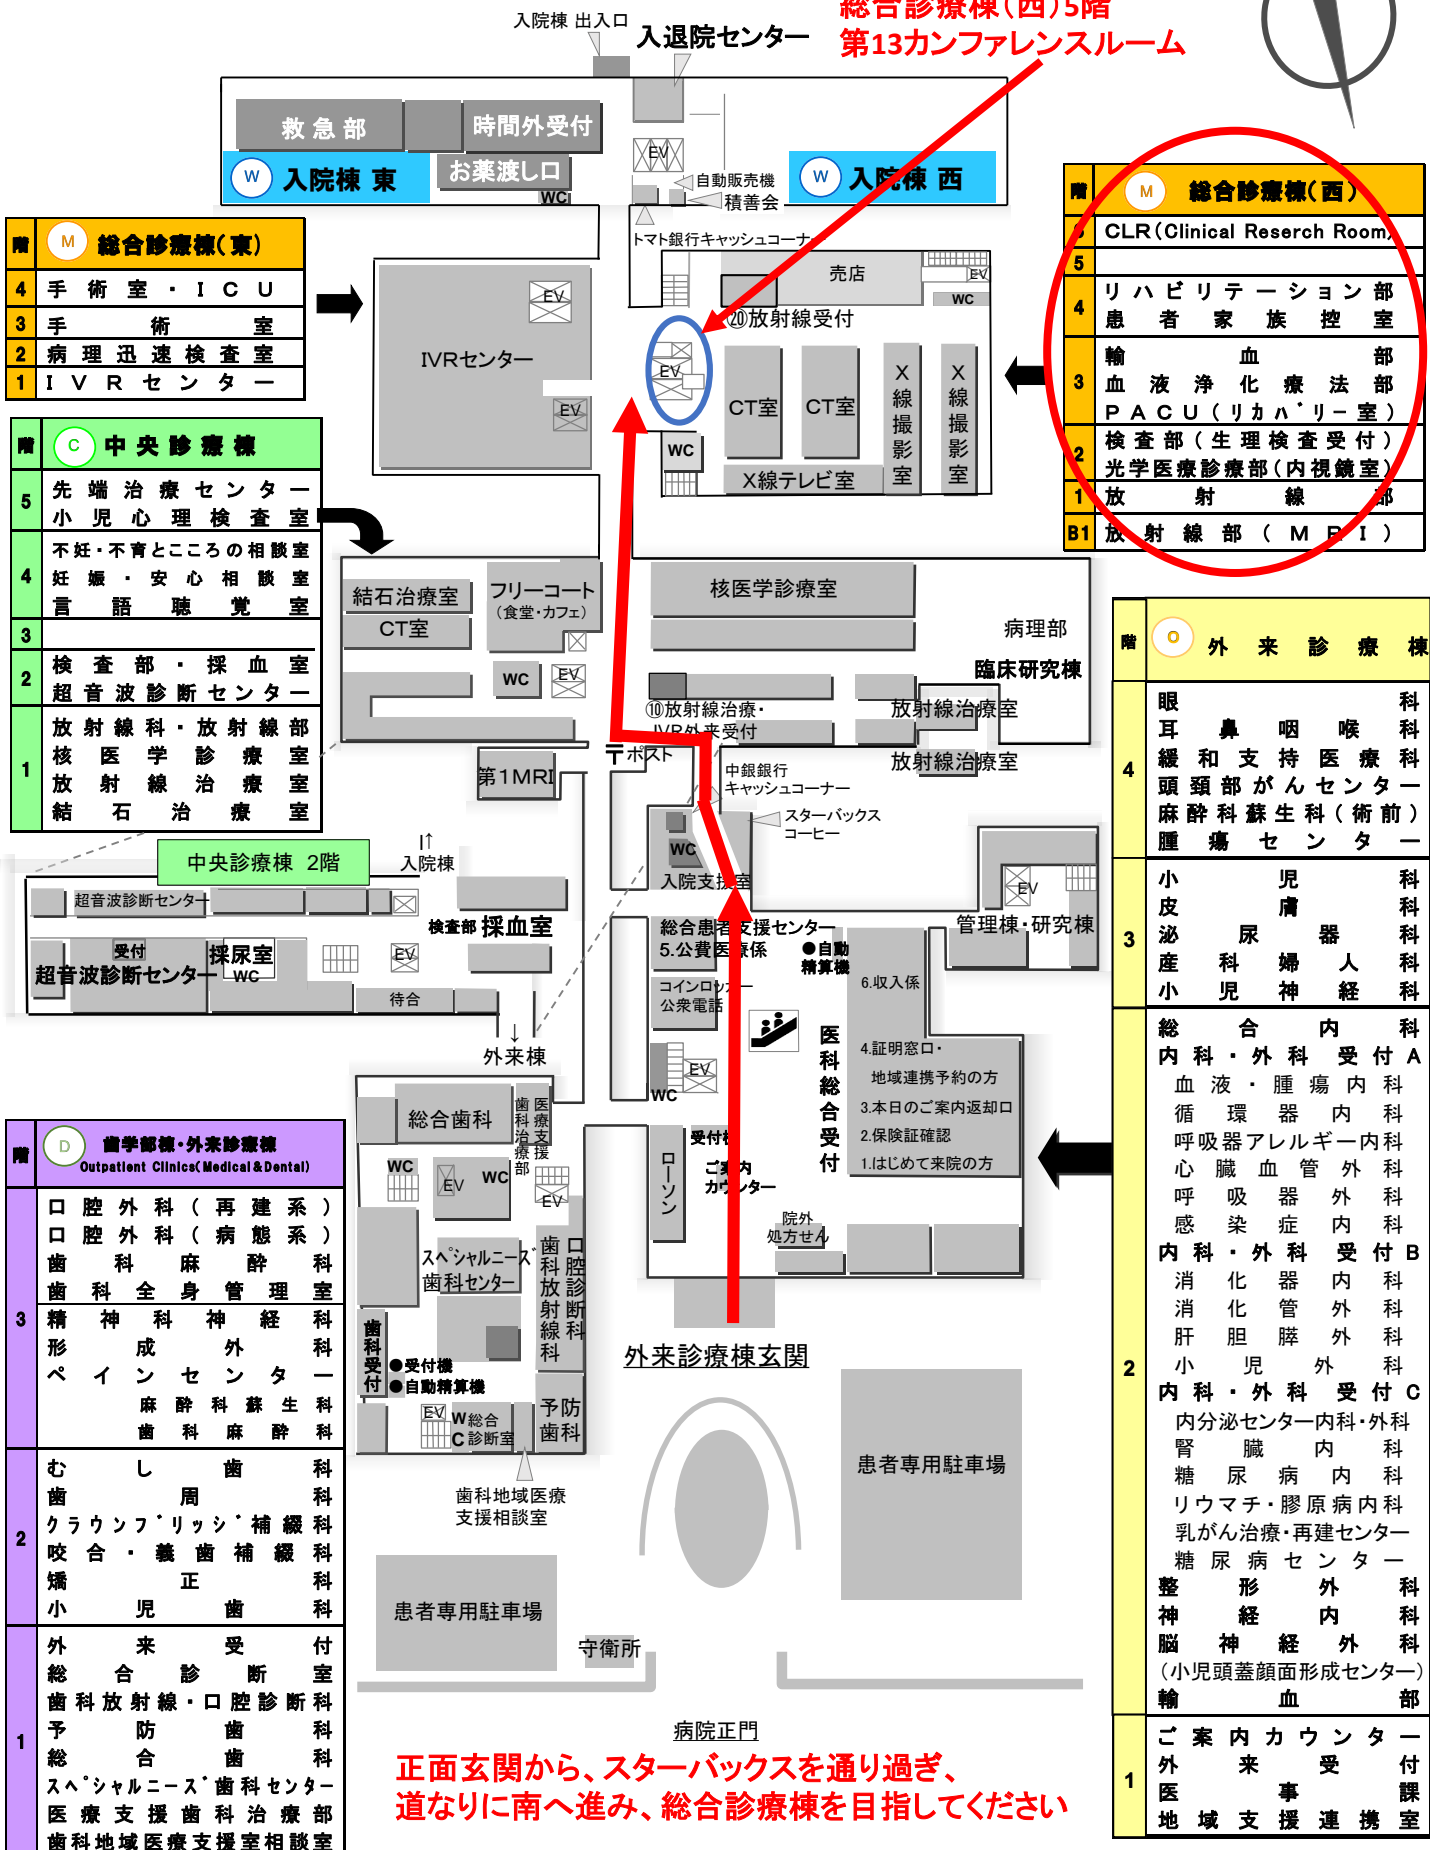 総合診療棟(西)5階
第13カンファレンスルーム
入院棟 出入口
入退院センター
救急部
時間外受付
お薬渡し口
W 入院棟 東
WC
EV
自動販売機
積善会
W 入院棟 西
トマト銀行キャッシュコーナー
階 M 総合診療棟(東)
4 手術室・ICU
3 手術室
2 病理迅速検査室
1 IVRセンター
IVRセンター
EV
EV
売店
EV
WC
⑳放射線受付
EV
CT室
CT室
X線撮影室
X線撮影室
WC
X線テレビ室
階 M 総合診療棟(西)
6 CLR(Clinical Reserch Room)
5
4 リハビリテーション部
患者家族控室
3 輸血部
血液浄化療法部
PACU(リカバリー室)
2 検査部(生理検査受付)
光学医療診療部(内視鏡室)
1 放射線部
B1 放射線部(MRI)
階 C 中央診療棟
5 先端治療センター
小児心理検査室
4 不妊・不育とこころの相談室
妊娠・安心相談室
言語聴覚室
3
2 検査部・採血室
超音波診断センター
1 放射線科・放射線部
核医学診療室
放射線治療室
結石治療室
結石治療室
CT室
フリーコート
(食堂・カフェ)
WC
EV
核医学診療室
病理部
臨床研究棟
⑩放射線治療・
IVR外来受付
放射線治療室
放射線治療室
〒ポスト
第1MRI
中銀銀行
キャッシュコーナー
スターバックス
コーヒー
WC
入院支援室
EV
管理棟・研究棟
中央診療棟 2階
↑
入院棟
超音波診断センター
検査部 採血室
受付
超音波診断センター
採尿室
WC
EV
待合
↓
外来棟
総合患者支援センター
5.公費医療係
●自動
精算機
コインロッカー
公衆電話
6.収入係
医科総合受付
4.証明窓口・
地域連携予約の方
3.本日のご案内返却口
2.保険証確認
1.はじめて来院の方
EV
WC
受付機
ご案内
カウンター
ローソン
院外
処方せん
外来診療棟玄関
階 O 外来診療棟
4 眼科
耳鼻咽喉科
緩和支持医療科
頭頸部がんセンター
麻酔科蘇生科(術前)
腫瘍センター
3 小児科
皮膚科
泌尿器科
産科婦人科
小児神経科
2 総合内科
内科・外科 受付A
血液・腫瘍内科
循環器内科
呼吸器アレルギー内科
心臓血管外科
呼吸器外科
感染症内科
内科・外科 受付B
消化器内科
消化管外科
肝胆膵外科
小児外科
内科・外科 受付C
内分泌センター内科・外科
腎臓内科
糖尿病内科
リウマチ・膠原病内科
乳がん治療・再建センター
糖尿病センター
整形外科
神経内科
脳神経外科
(小児頭蓋顔面形成センター)
輸血部
1 ご案内カウンター
外来受付
医事課
地域支援連携室
階 D 歯学部棟・外来診療棟
Outpatient Clinics(Medical&Dental)
3 口腔外科(再建系)
口腔外科(病態系)
歯科麻酔科
歯科全身管理室
精神科神経科
形成外科
ペインセンター
麻酔科蘇生科
歯科麻酔科
2 むし歯科
歯周科
クラウンブリッジ補綴科
咬合・義歯補綴科
矯正科
小児歯科
1 外来受付
総合診断室
歯科放射線・口腔診断科
予防歯科
総合歯科
スペシャルニーズ歯科センター
医療支援歯科治療部
歯科地域医療支援室相談室
総合歯科
医療支援
歯科治療部
WC
EV
WC
EV
スペシャルニーズ
歯科センター
口腔診断科
歯科放射線科
歯科受付
●受付機
●自動精算機
EV
WC
総合
診断室
予防
歯科
歯科地域医療
支援相談室
患者専用駐車場
患者専用駐車場
守衛所
病院正門
正面玄関から、スターバックスを通り過ぎ、
道なりに南へ進み、総合診療棟を目指してください